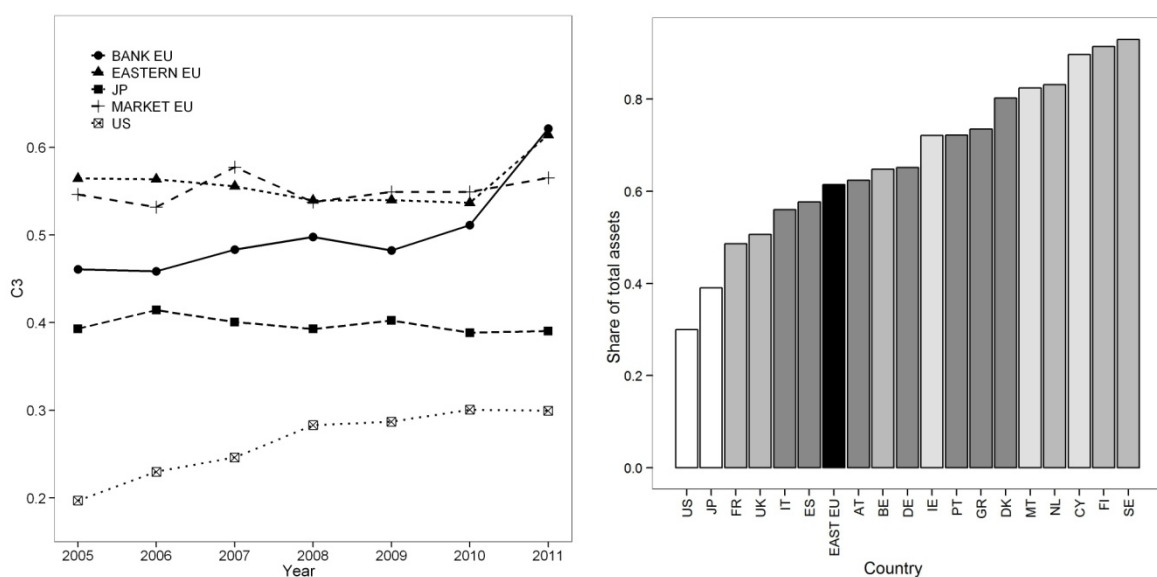 BANK EU
EASTERN EU
JP
MARKET EU
US
C3
0.6
0.5
0.4
0.3
0.2
2005 2006 2007 2008 2009 2010 2011
Year
Share of total assets
0.8
0.6
0.4
0.2
0.0
US JP FR UK IT ES EAST EU AT BE DE IE PT GR DK MT NL CY FI SE
Country